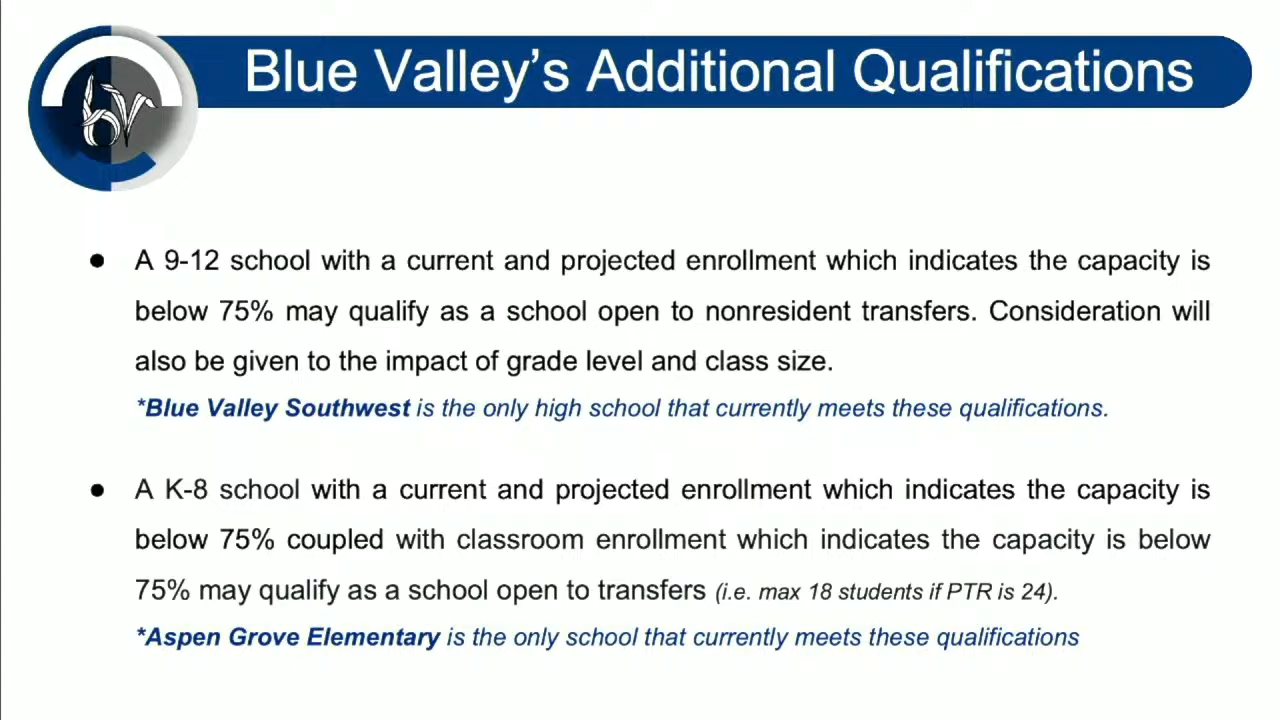 Blue Valley’s Additional Qualifications
bv
● A 9-12 school with a current and projected enrollment which indicates the capacity is
below 75% may qualify as a school open to nonresident transfers. Consideration will
also be given to the impact of grade level and class size.
*Blue Valley Southwest is the only high school that currently meets these qualifications.
● A K-8 school with a current and projected enrollment which indicates the capacity is
below 75% coupled with classroom enrollment which indicates the capacity is below
75% may qualify as a school open to transfers (i.e. max 18 students if PTR is 24).
*Aspen Grove Elementary is the only school that currently meets these qualifications